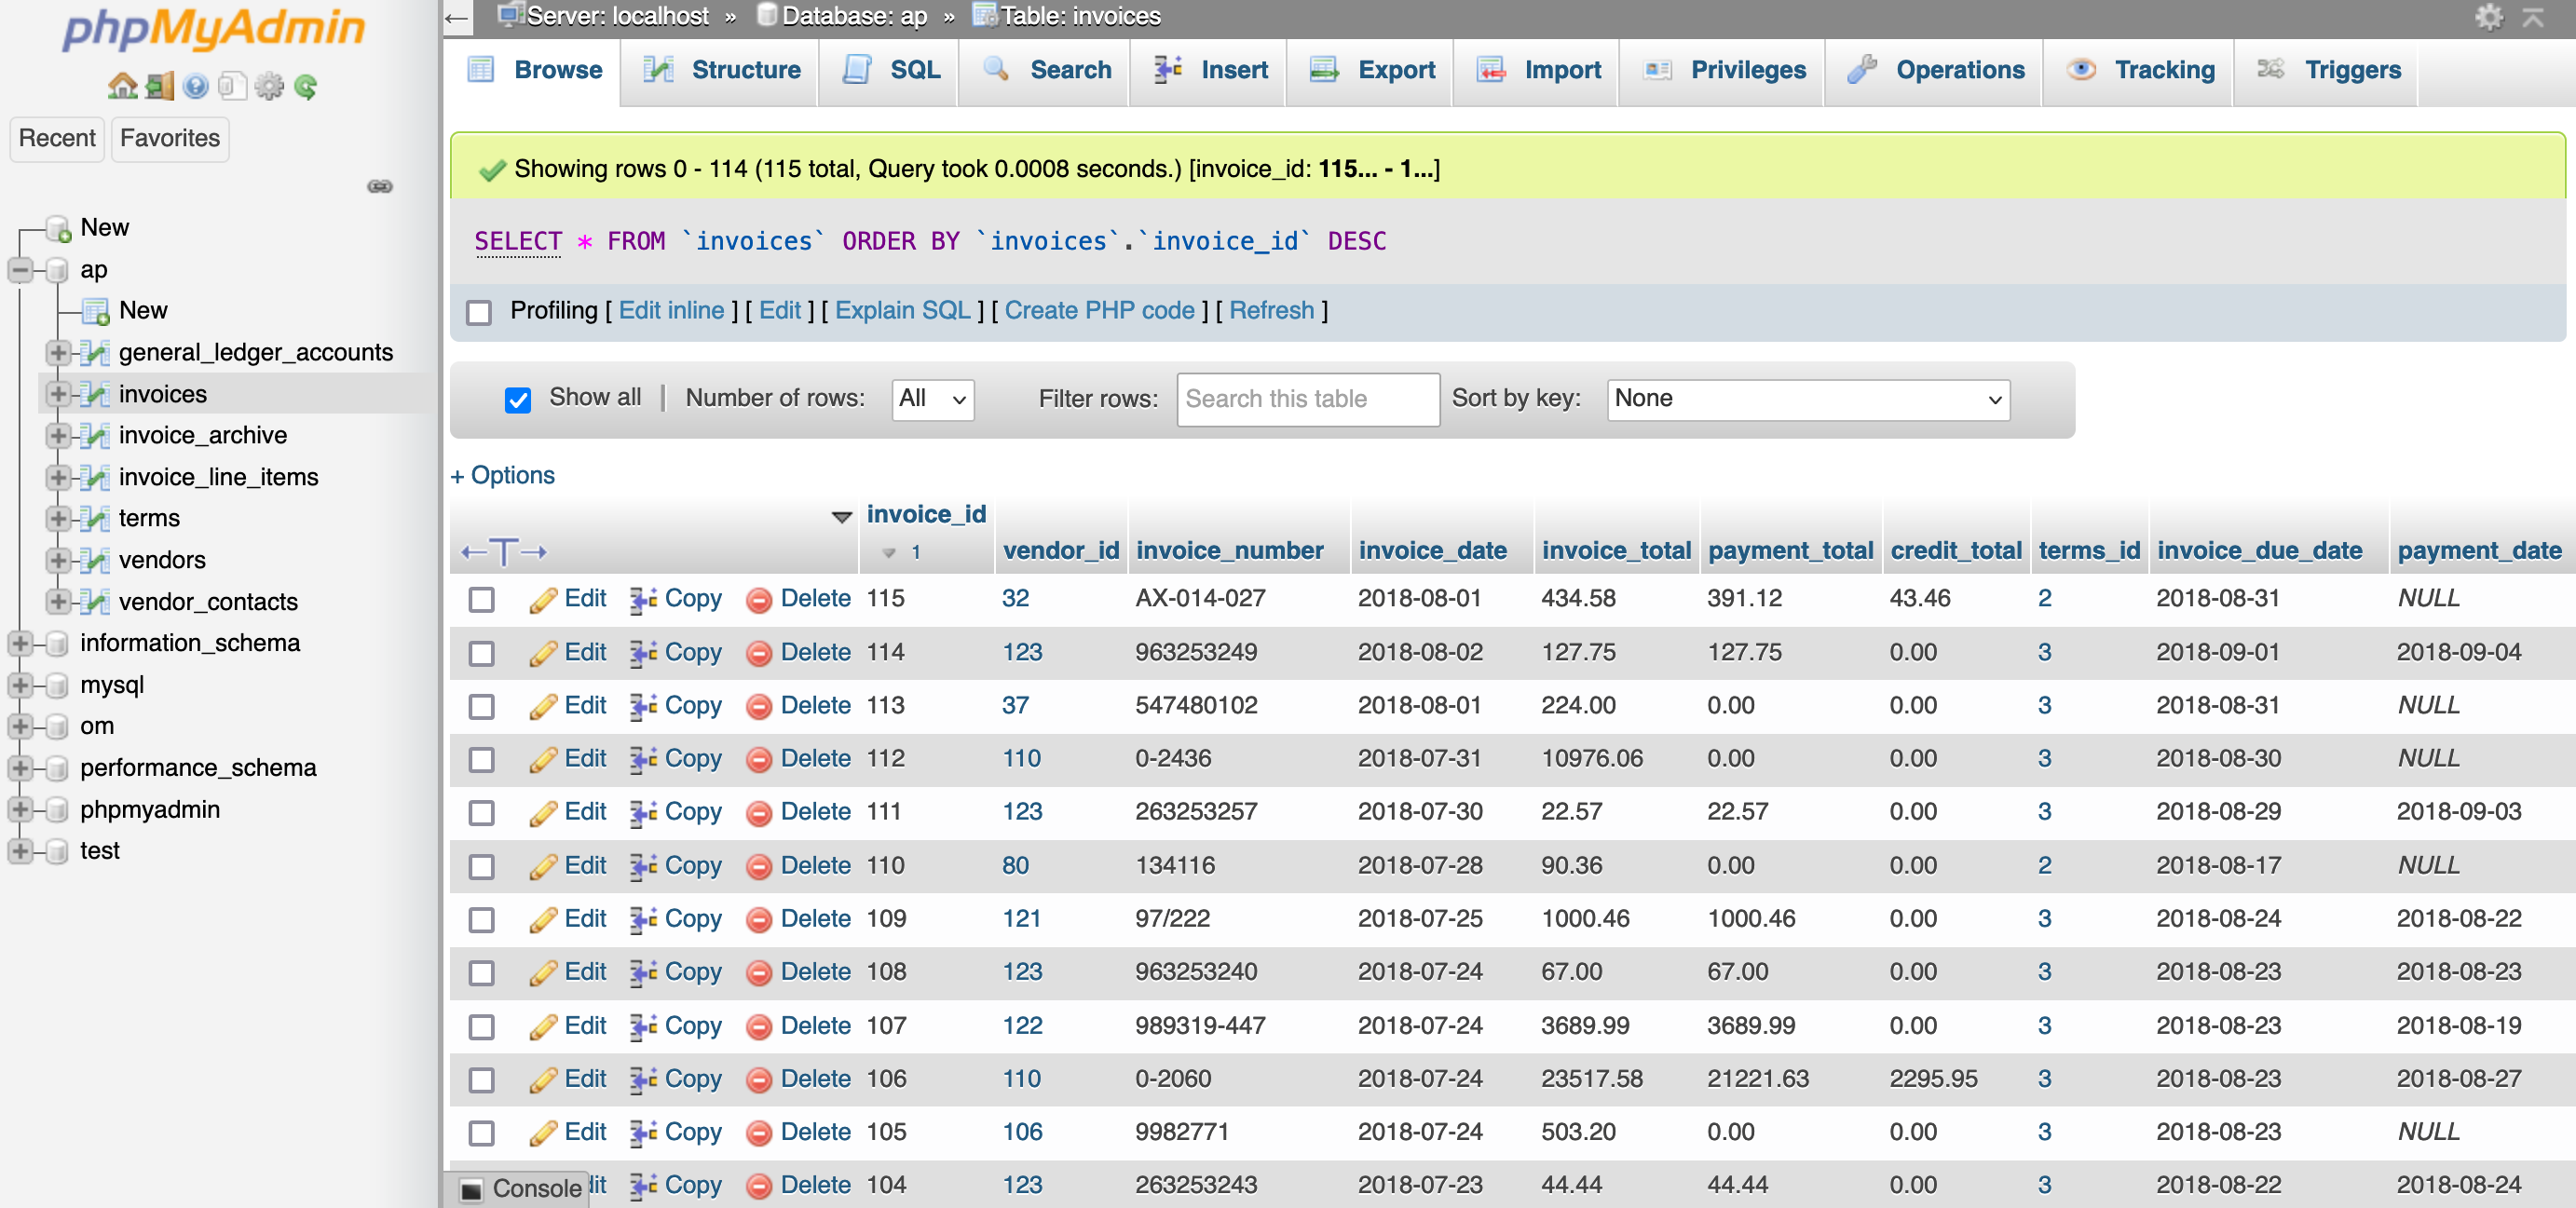 phpMyAdmin
Recent Favorites
New
ap
New
general_ledger_accounts
invoices
invoice_archive
invoice_line_items
terms
vendors
vendor_contacts
information_schema
mysql
om
performance_schema
phpmyadmin
test
Server: localhost » Database: ap » Table: invoices
Browse Structure SQL Search Insert Export Import Privileges Operations Tracking Triggers
Showing rows 0 - 114 (115 total, Query took 0.0008 seconds.) [invoice_id: 115... - 1...]
SELECT * FROM `invoices` ORDER BY `invoices`.`invoice_id` DESC
Profiling [ Edit inline ] [ Edit ] [ Explain SQL ] [ Create PHP code ] [ Refresh ]
Show all | Number of rows: All Filter rows: Search this table Sort by key: None
+ Options
←T→ invoice_id 1 vendor_id invoice_number invoice_date invoice_total payment_total credit_total terms_id invoice_due_date payment_date
Edit Copy Delete 115 32 AX-014-027 2018-08-01 434.58 391.12 43.46 2 2018-08-31 NULL
Edit Copy Delete 114 123 963253249 2018-08-02 127.75 127.75 0.00 3 2018-09-01 2018-09-04
Edit Copy Delete 113 37 547480102 2018-08-01 224.00 0.00 0.00 3 2018-08-31 NULL
Edit Copy Delete 112 110 0-2436 2018-07-31 10976.06 0.00 0.00 3 2018-08-30 NULL
Edit Copy Delete 111 123 263253257 2018-07-30 22.57 22.57 0.00 3 2018-08-29 2018-09-03
Edit Copy Delete 110 80 134116 2018-07-28 90.36 0.00 0.00 2 2018-08-17 NULL
Edit Copy Delete 109 121 97/222 2018-07-25 1000.46 1000.46 0.00 3 2018-08-24 2018-08-22
Edit Copy Delete 108 123 963253240 2018-07-24 67.00 67.00 0.00 3 2018-08-23 2018-08-23
Edit Copy Delete 107 122 989319-447 2018-07-24 3689.99 3689.99 0.00 3 2018-08-23 2018-08-19
Edit Copy Delete 106 110 0-2060 2018-07-24 23517.58 21221.63 2295.95 3 2018-08-23 2018-08-27
Edit Copy Delete 105 106 9982771 2018-07-24 503.20 0.00 0.00 3 2018-08-23 NULL
Console dit Copy Delete 104 123 263253243 2018-07-23 44.44 44.44 0.00 3 2018-08-22 2018-08-24